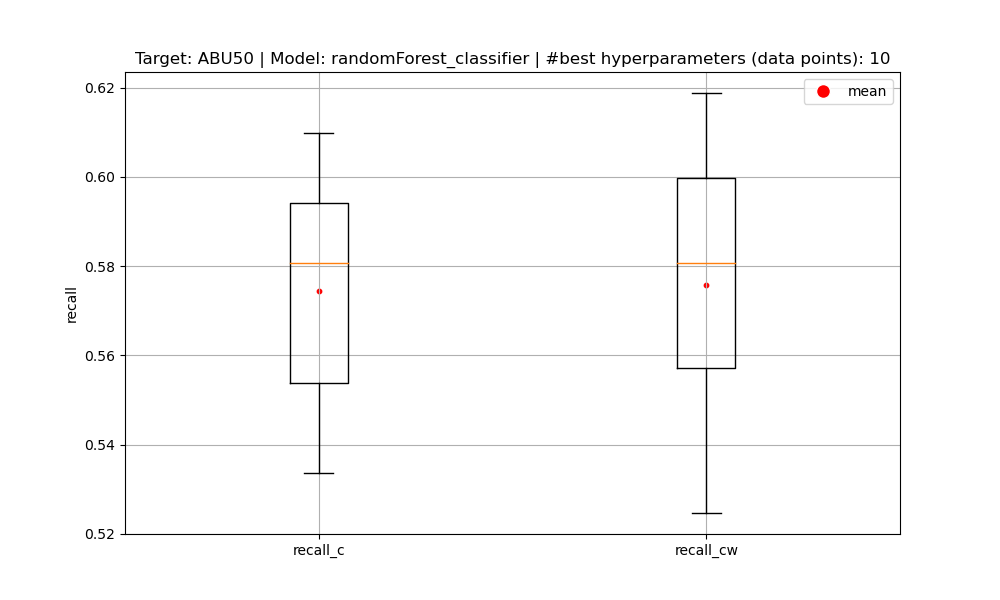 Target: ABU50 | Model: randomForest_classifier | #best hyperparameters (data points): 10
mean
0.62
0.60
0.58
0.56
0.54
0.52
recall
recall_c
recall_cw